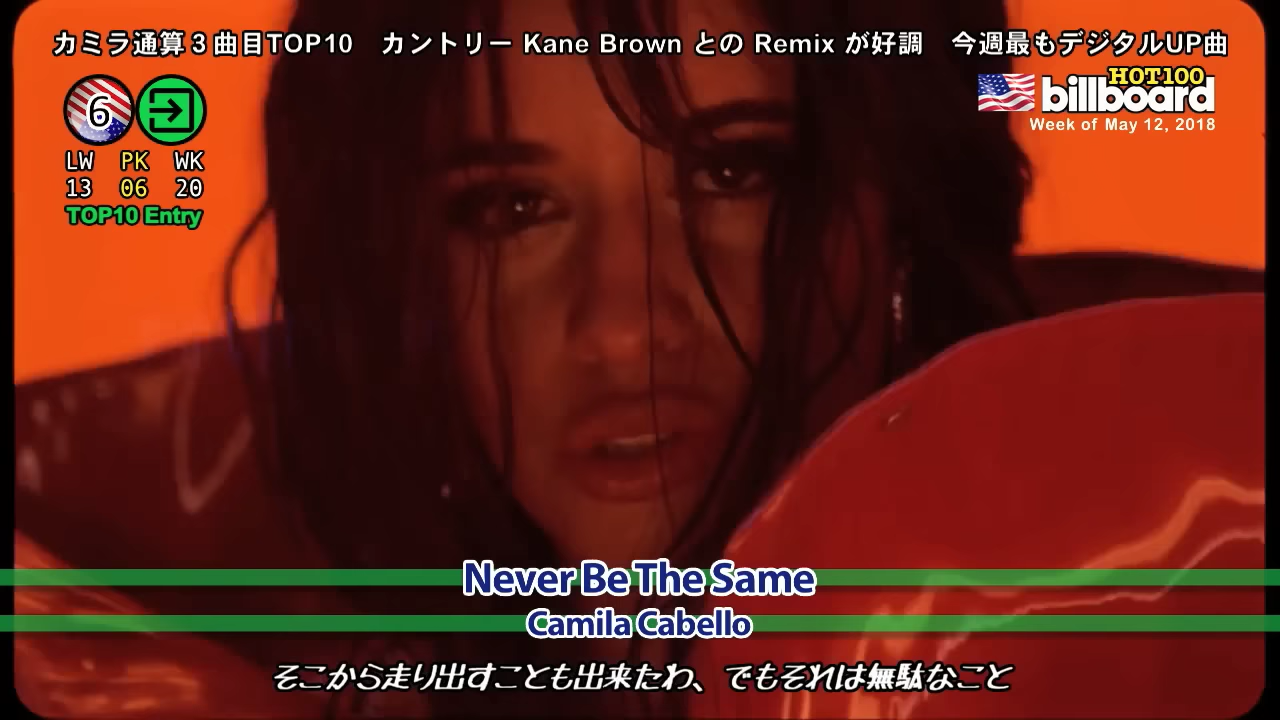 カミラ通算３曲目TOP10　カントリー Kane Brown との Remix が好調　今週最もデジタルUP曲
6
HOT100
billboard
Week of May 12, 2018
LW PK WK
13 06 20
TOP10 Entry
Never Be The Same
Camila Cabello
そこから走り出すことも出来たわ、でもそれは無駄なこと